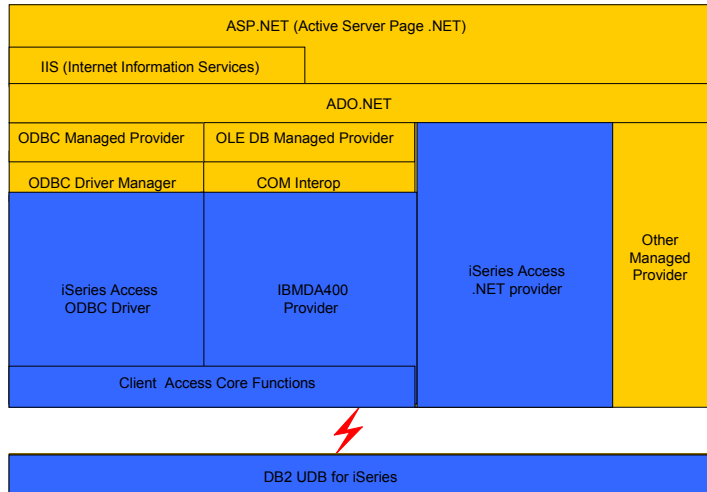 ASP.NET (Active Server Page .NET)
IIS (Internet Information Services)
ADO.NET
ODBC Managed Provider
OLE DB Managed Provider
ODBC Driver Manager
COM Interop
iSeries Access
ODBC Driver
IBMDA400
Provider
iSeries Access
.NET provider
Other
Managed
Provider
Client Access Core Functions
DB2 UDB for iSeries